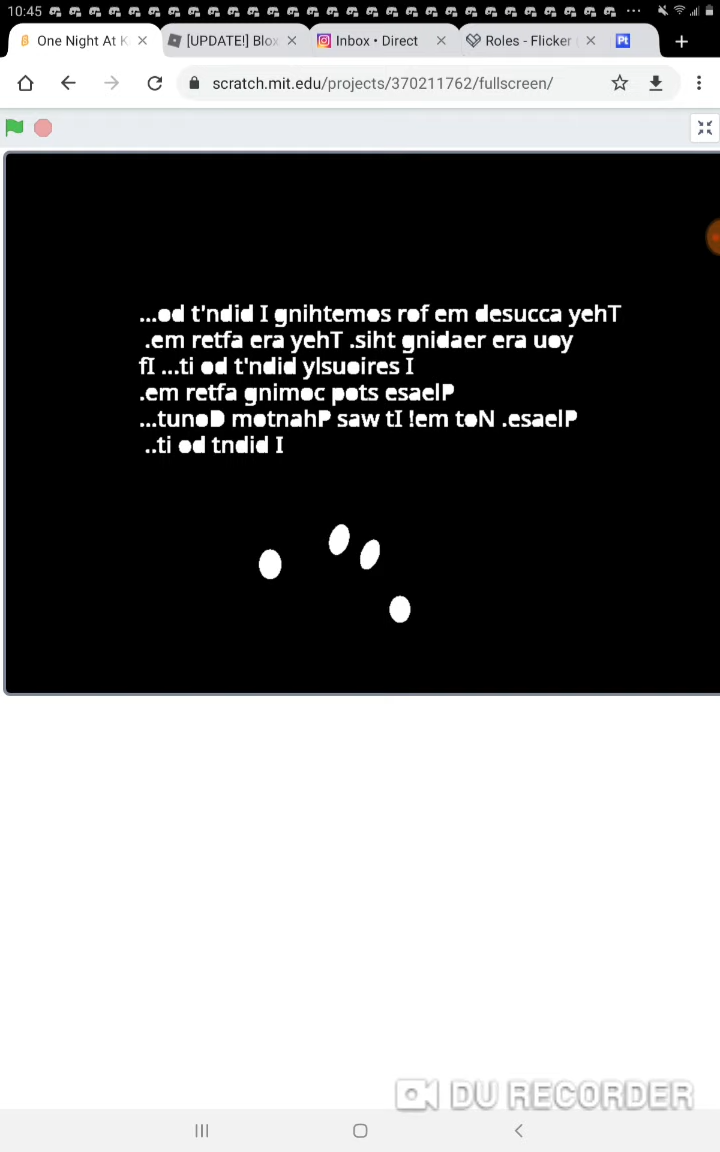 10:45
One Night At K
[UPDATE!] Blox
Inbox • Direct
Roles - Flicker
Pt
scratch.mit.edu/projects/370211762/fullscreen/
...od t'ndid I gnihtemos rof em desucca yehT
.em retfa era yehT .siht gnidaer era uoy
fI ...ti od t'ndid ylsuoires I
.em retfa gnimoc pots esaelP
...tunoD motnahP saw tI !em toN .esaelP
..ti od tndid I
DU RECORDER